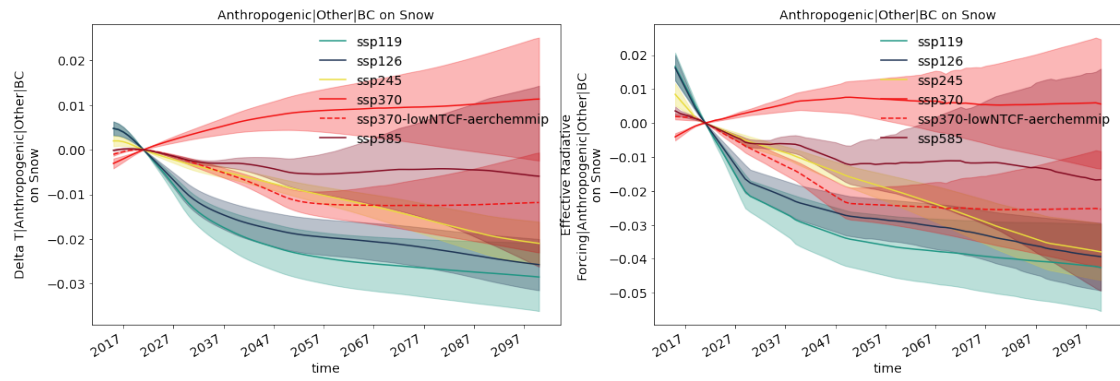 Anthropogenic|Other|BC on Snow
ssp119
ssp126
ssp245
ssp370
ssp370-lowNTCF-aerchemmip
ssp585
0.02
0.01
0.00
−0.01
−0.02
−0.03
Delta T|Anthropogenic|Other|BC
on Snow
2017
2027
2037
2047
2057
2067
2077
2087
2097
time
Anthropogenic|Other|BC on Snow
ssp119
ssp126
ssp245
ssp370
ssp370-lowNTCF-aerchemmip
ssp585
0.02
0.01
0.00
−0.01
−0.02
−0.03
−0.04
−0.05
Effective Radiative
Forcing|Anthropogenic|Other|BC
on Snow
2017
2027
2037
2047
2057
2067
2077
2087
2097
time